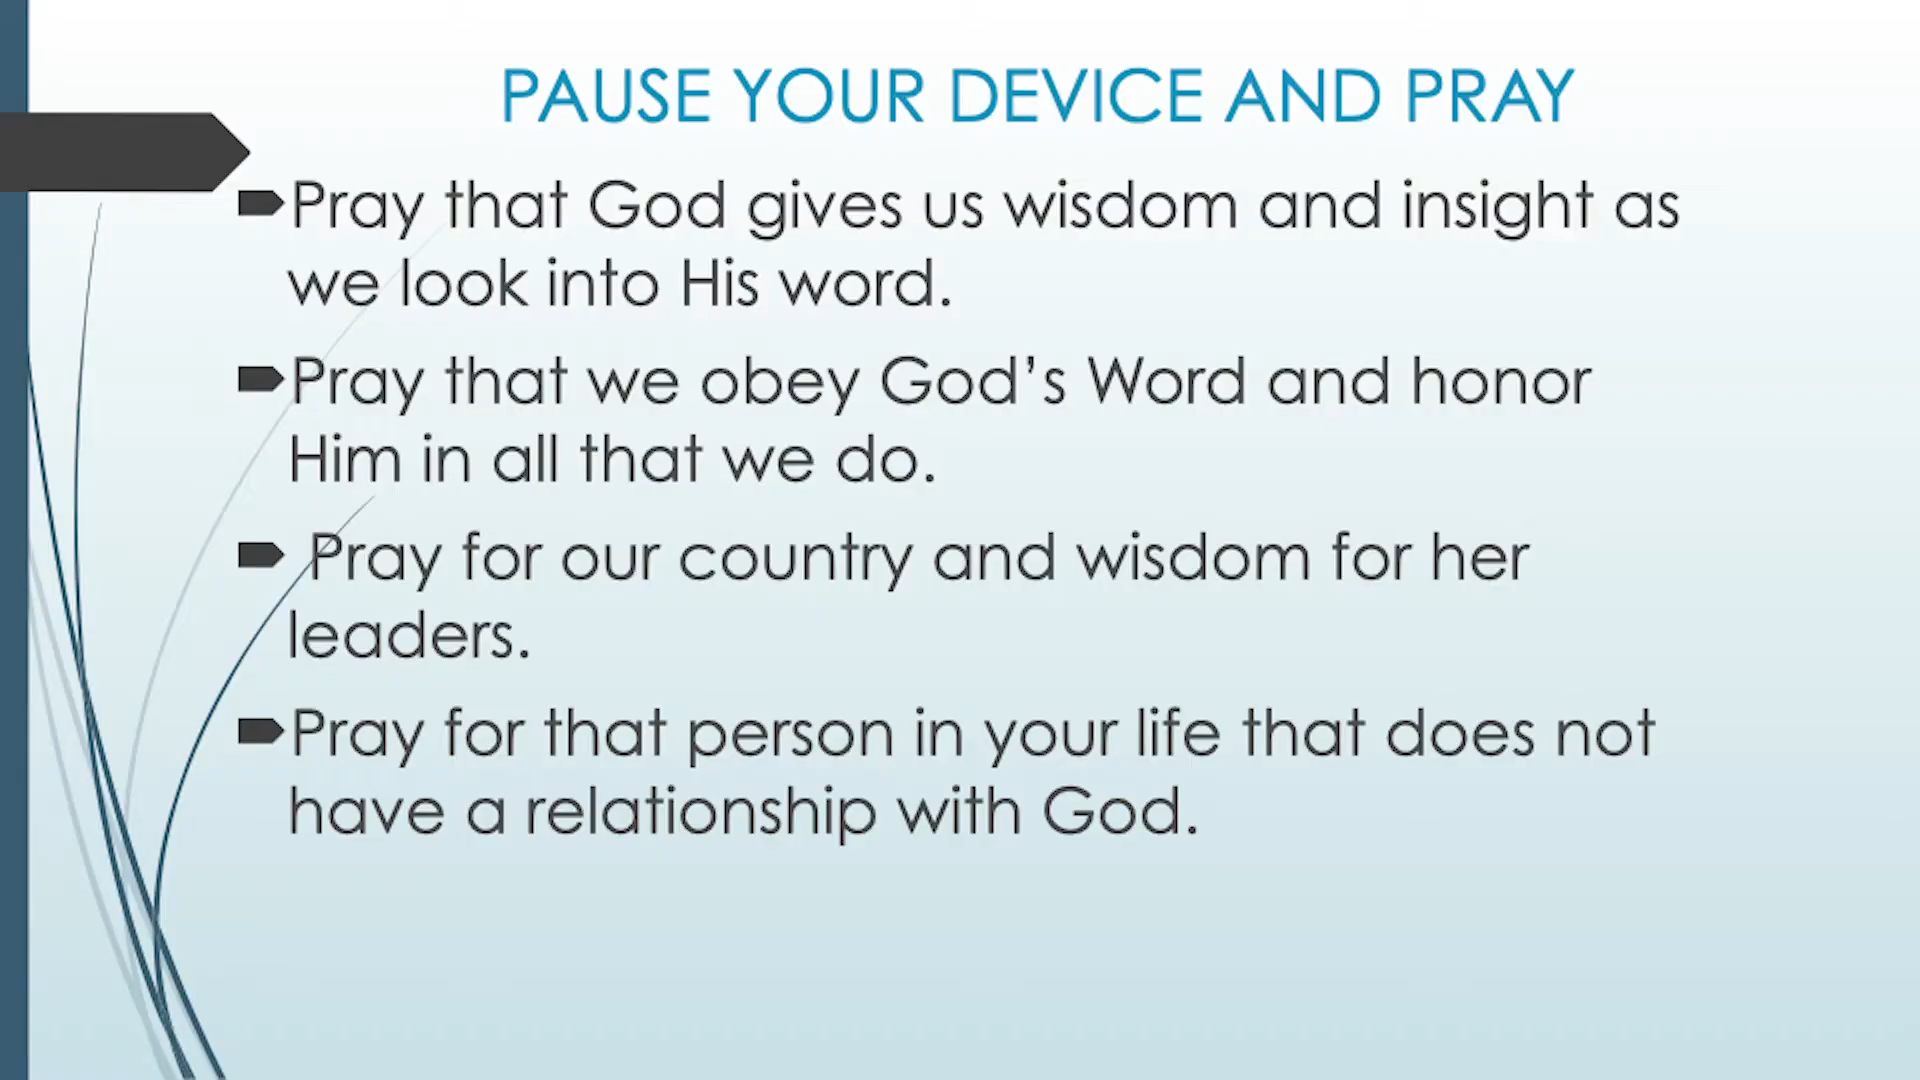 PAUSE YOUR DEVICE AND PRAY
Pray that God gives us wisdom and insight as
we look into His word.
Pray that we obey God’s Word and honor
Him in all that we do.
Pray for our country and wisdom for her
leaders.
Pray for that person in your life that does not
have a relationship with God.